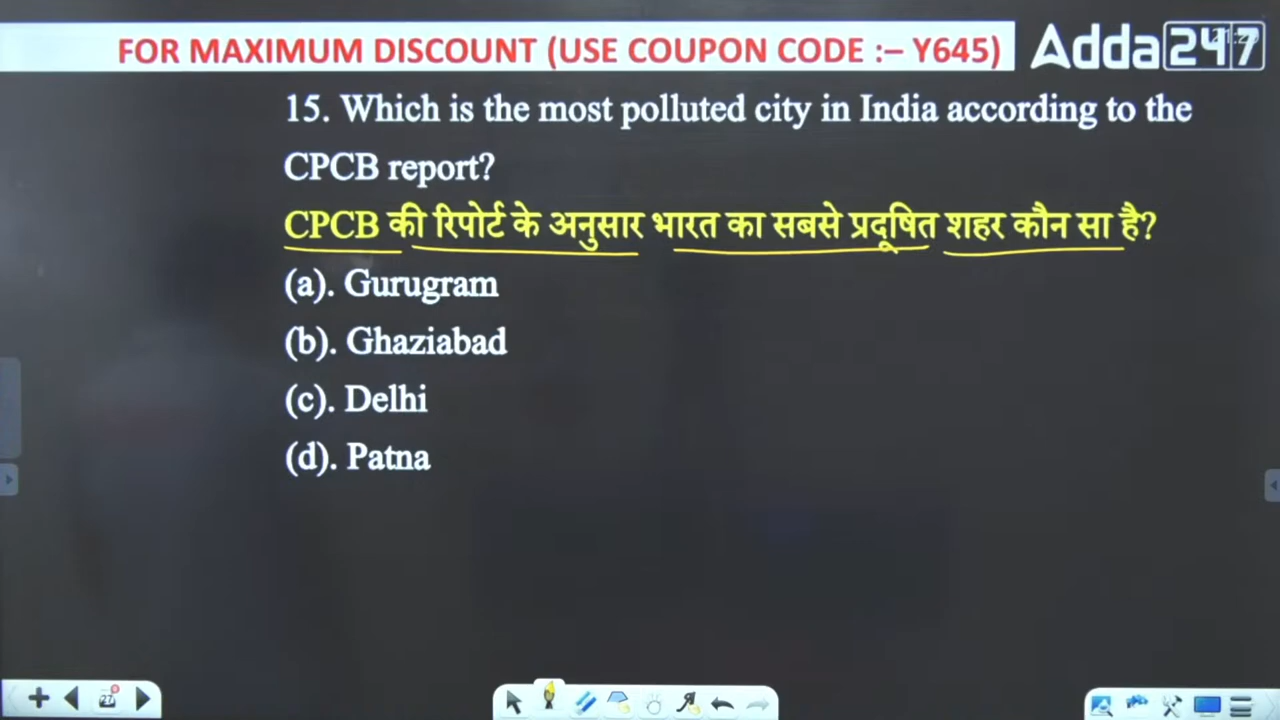 FOR MAXIMUM DISCOUNT (USE COUPON CODE :– Y645)
Adda247
15. Which is the most polluted city in India according to the
CPCB report?
CPCB की रिपोर्ट के अनुसार भारत का सबसे प्रदूषित शहर कौन सा है?
(a). Gurugram
(b). Ghaziabad
(c). Delhi
(d). Patna
27